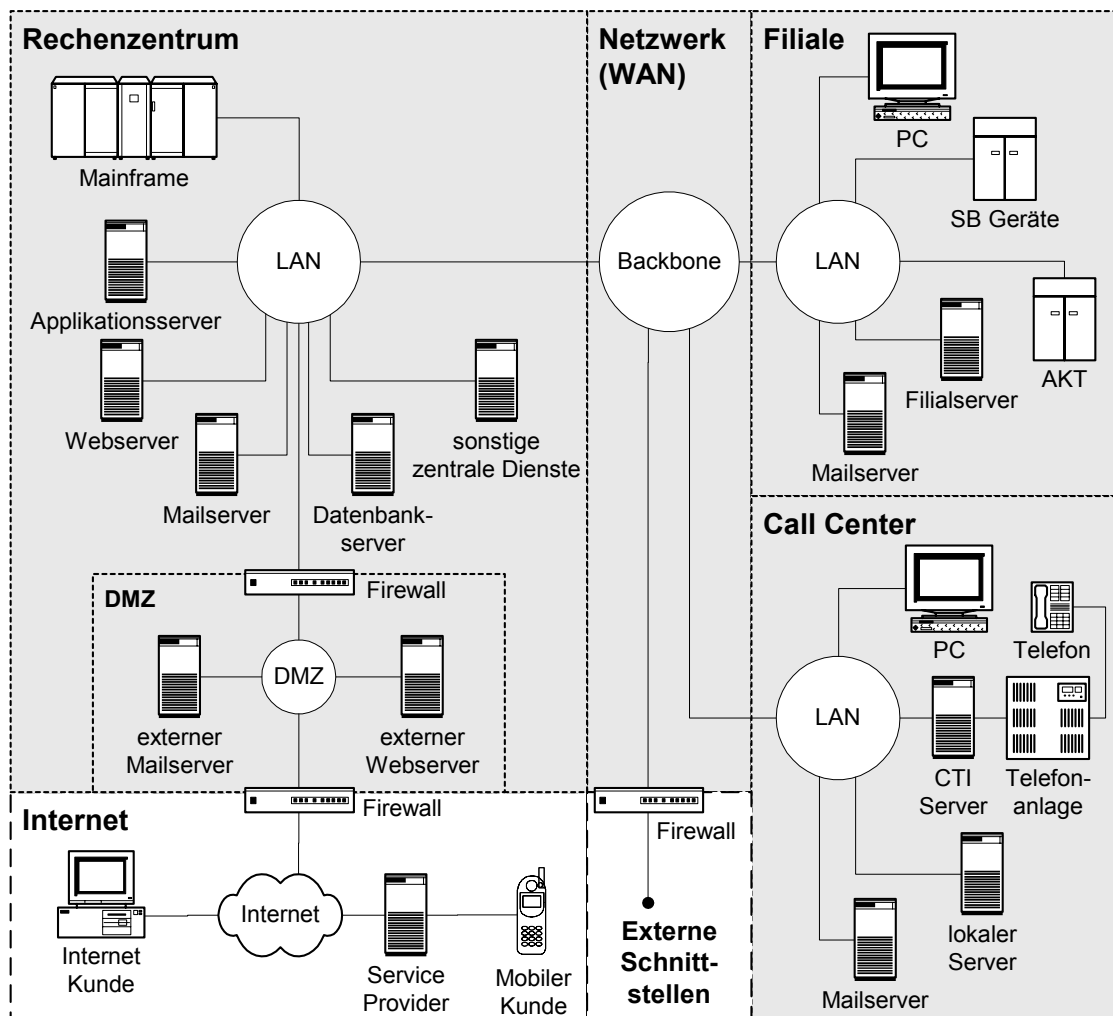 Rechenzentrum
Mainframe
LAN
Applikationsserver
Webserver
Mailserver
Datenbank-
server
sonstige
zentrale Dienste
Firewall
DMZ
DMZ
externer
Mailserver
externer
Webserver
Firewall
Internet
Internet
Internet
Kunde
Service
Provider
Mobiler
Kunde
Netzwerk
(WAN)
Backbone
Firewall
Externe
Schnitt-
stellen
Filiale
PC
SB Geräte
LAN
AKT
Filialserver
Mailserver
Call Center
PC
Telefon
LAN
CTI
Server
Telefon-
anlage
lokaler
Server
Mailserver